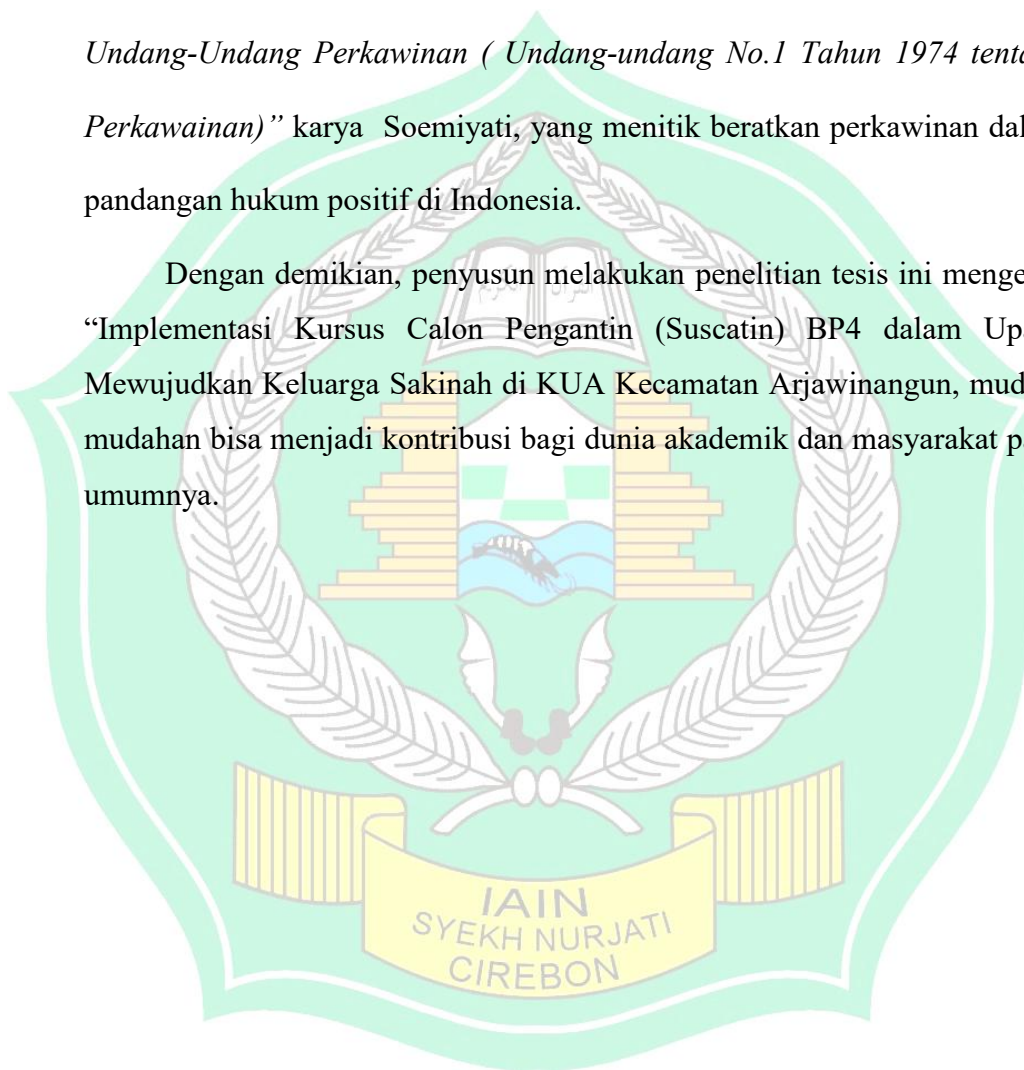 Undang-Undang Perkawinan ( Undang-undang No.1 Tahun 1974 tenta
Perkawainan)” karya Soemiyati, yang menitik beratkan perkawinan dal
pandangan hukum positif di Indonesia.
Dengan demikian, penyusun melakukan penelitian tesis ini menge
“Implementasi Kursus Calon Pengantin (Suscatin) BP4 dalam Up
Mewujudkan Keluarga Sakinah di KUA Kecamatan Arjawinangun, mud
mudahan bisa menjadi kontribusi bagi dunia akademik dan masyarakat p
umumnya.
IAIN
SYEKH NURJATI
CIREBON